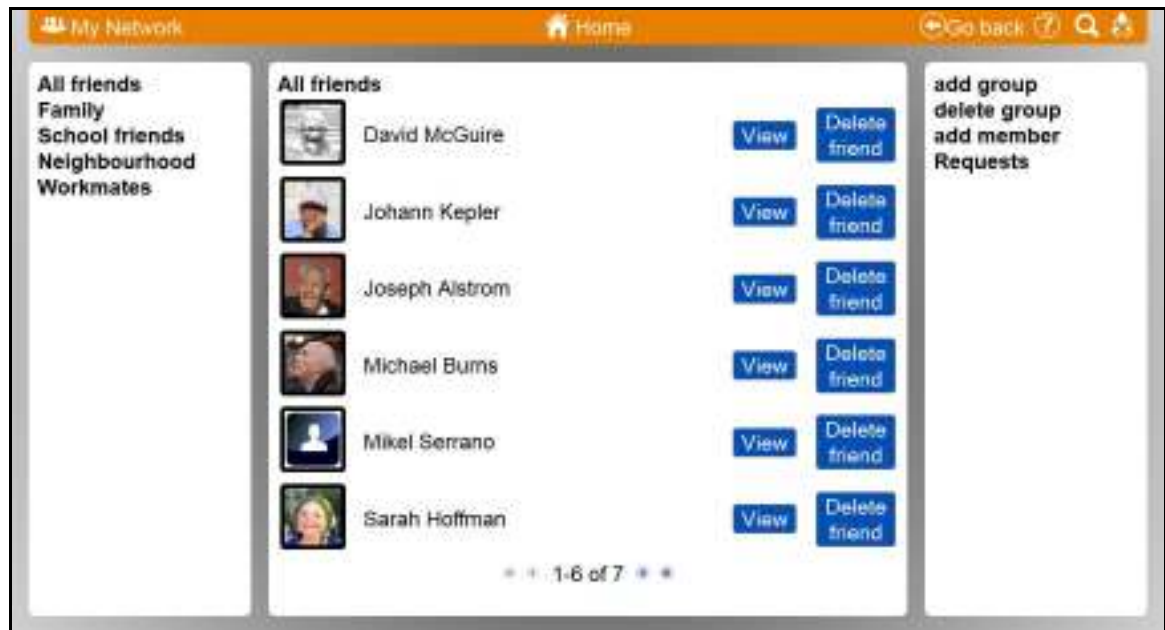 My Network Home Go back ?
All friends
Family
School friends
Neighbourhood
Workmates
All friends
David McGuire View Delete friend
Johann Kepler View Delete friend
Joseph Alstrom View Delete friend
Michael Burns View Delete friend
Mikel Serrano View Delete friend
Sarah Hoffman View Delete friend
1-6 of 7
add group
delete group
add member
Requests